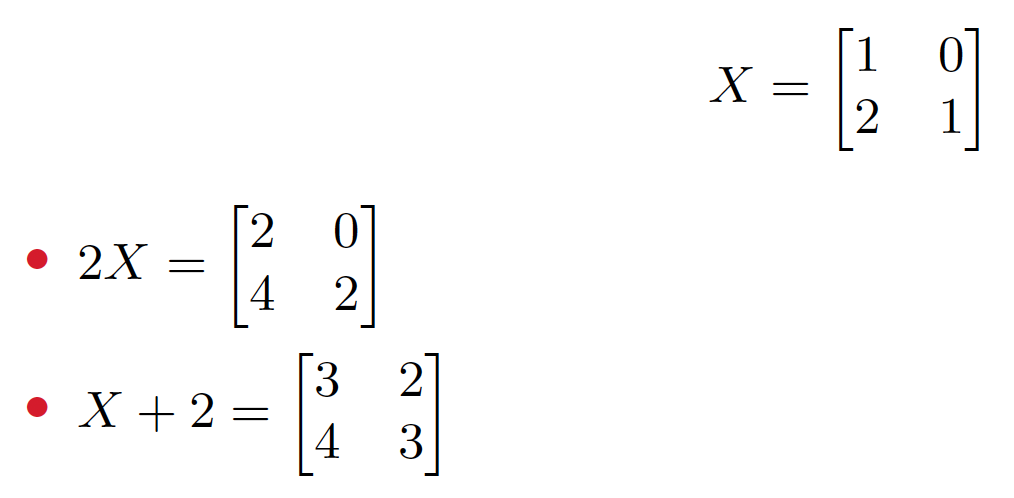 X = [1 0
2 1]
• 2X = [2 0
4 2]
• X + 2 = [3 2
4 3]